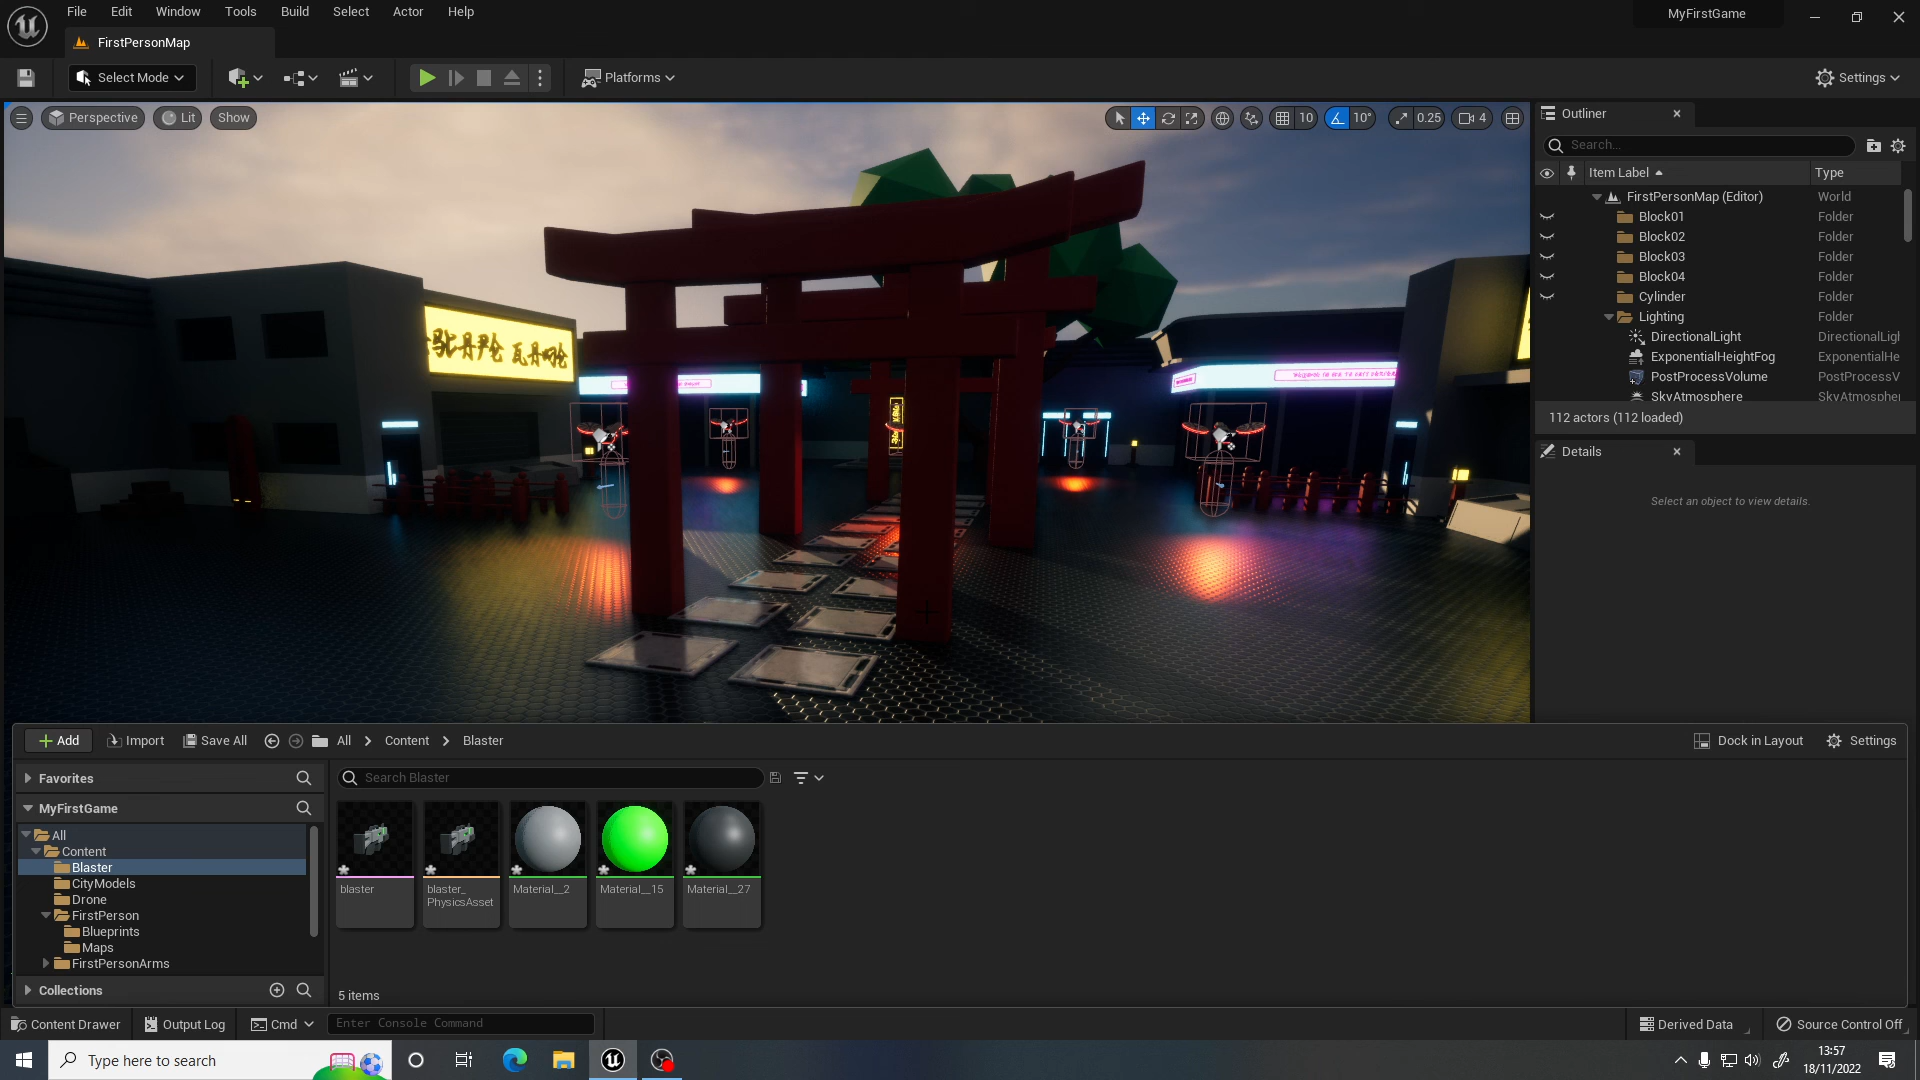 File Edit Window Tools Build Select Actor Help
MyFirstGame
FirstPersonMap
Select Mode
Platforms
Settings
Perspective
Lit
Show
10
10°
0.25
4
Outliner
Search...
Item Label
Type
FirstPersonMap (Editor) World
Block01 Folder
Block02 Folder
Block03 Folder
Block04 Folder
Cylinder Folder
Lighting Folder
DirectionalLight DirectionalLigl
ExponentialHeightFog ExponentialHe
PostProcessVolume PostProcessV
SkyAtmosphere SkyAtmospher
112 actors (112 loaded)
Details
Select an object to view details.
Add
Import
Save All
All
Content
Blaster
Dock in Layout
Settings
Favorites
MyFirstGame
All
Content
Blaster
CityModels
Drone
FirstPerson
Blueprints
Maps
FirstPersonArms
Collections
Search Blaster
blaster
blaster_
PhysicsAsset
Material__2
Material__15
Material__27
5 items
Content Drawer
Output Log
Cmd
Enter Console Command
Derived Data
Source Control Off
Type here to search
13:57
18/11/2022